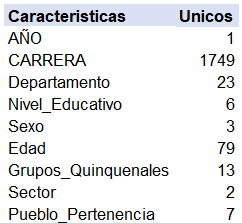 Caracteristicas Unicos
AÑO 1
CARRERA 1749
Departamento 23
Nivel_Educativo 6
Sexo 3
Edad 79
Grupos_Quinquenales 13
Sector 2
Pueblo_Pertenencia 7